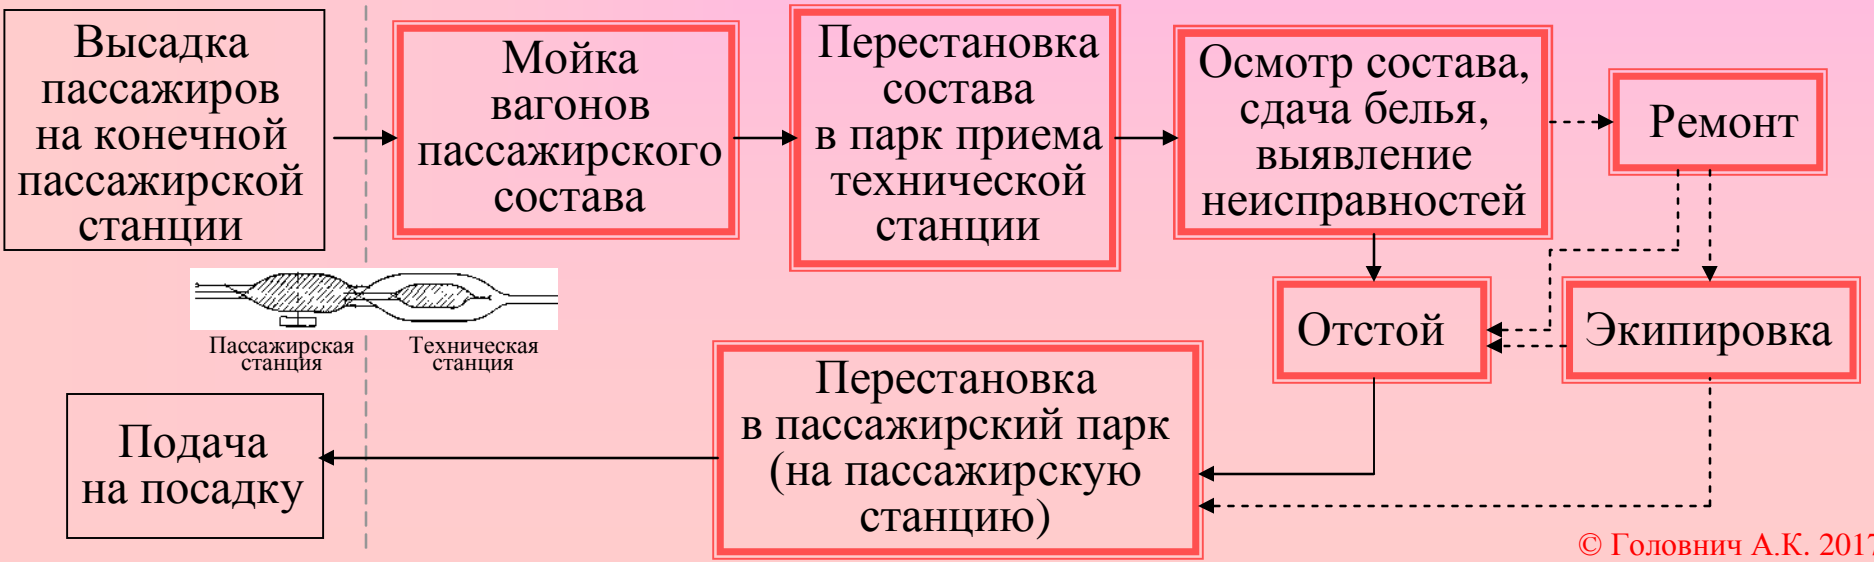 Высадка
пассажиров
на конечной
пассажирской
станции
Мойка
вагонов
пассажирского
состава
Перестановка
состава
в парк приема
технической
станции
Осмотр состава,
сдача белья,
выявление
неисправностей
Ремонт
Пассажирская
станция
Техническая
станция
Отстой
Экипировка
Перестановка
в пассажирский парк
(на пассажирскую
станцию)
Подача
на посадку
© Головнич А.К. 2017